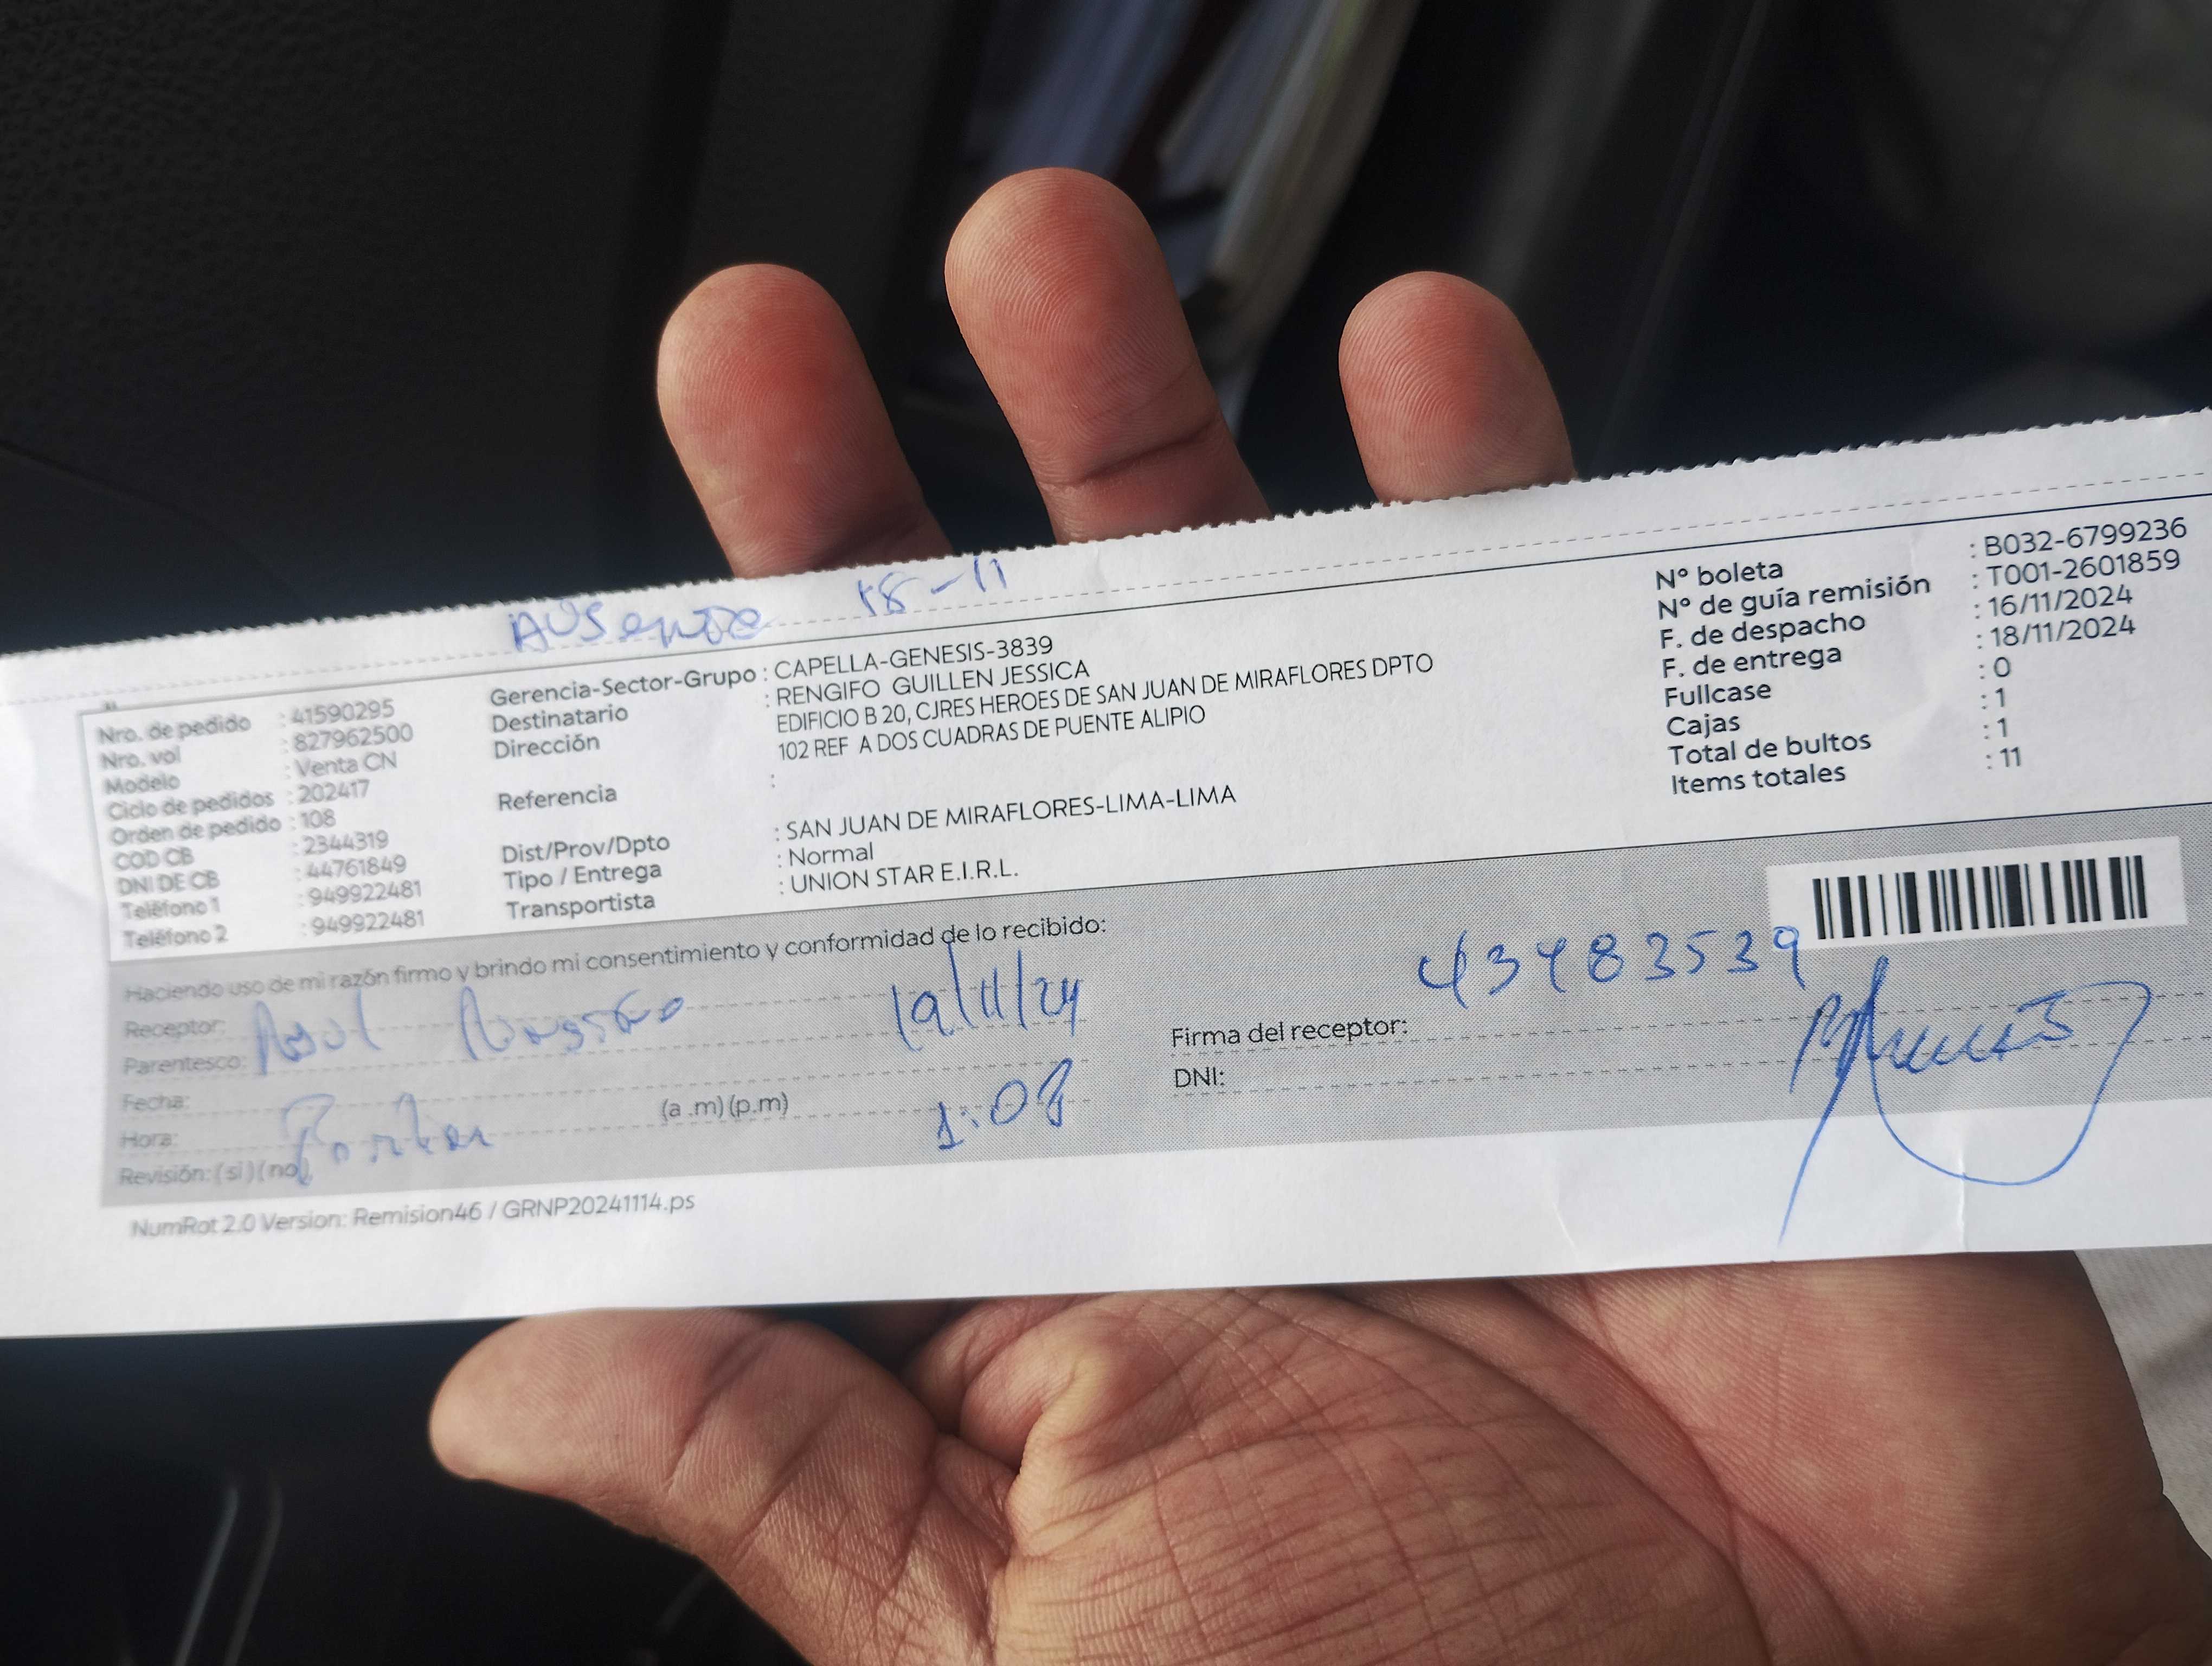 Ausente 18-11
Nro. de pedido : 41590295
Nro. vol : 827962500
Modelo : Venta CN
Ciclo de pedidos : 202417
Orden de pedido : 108
COD CB : 2344319
DNI DE CB : 44761849
Teléfono 1 : 949922481
Teléfono 2 : 949922481
Gerencia-Sector-Grupo : CAPELLA-GENESIS-3839
Destinatario : RENGIFO GUILLEN JESSICA
Dirección EDIFICIO B 20, CJRES HEROES DE SAN JUAN DE MIRAFLORES DPTO
102 REF A DOS CUADRAS DE PUENTE ALIPIO
Referencia :
Dist/Prov/Dpto : SAN JUAN DE MIRAFLORES-LIMA-LIMA
Tipo / Entrega : Normal
Transportista : UNION STAR E.I.R.L.
N° boleta : B032-6799236
N° de guía remisión : T001-2601859
F. de despacho : 16/11/2024
F. de entrega : 18/11/2024
Fullcase : 0
Cajas : 1
Total de bultos : 1
Items totales : 11
Haciendo uso de mi razón firmo y brindo mi consentimiento y conformidad de lo recibido:
Receptor:
Parentesco: 19/11/24
Fecha:
Hora: (a .m) (p.m) 1:08
Revisión: (si) (no)
43483539
Firma del receptor:
DNI:
NumRot 2.0 Version: Remision46 / GRNP20241114.ps